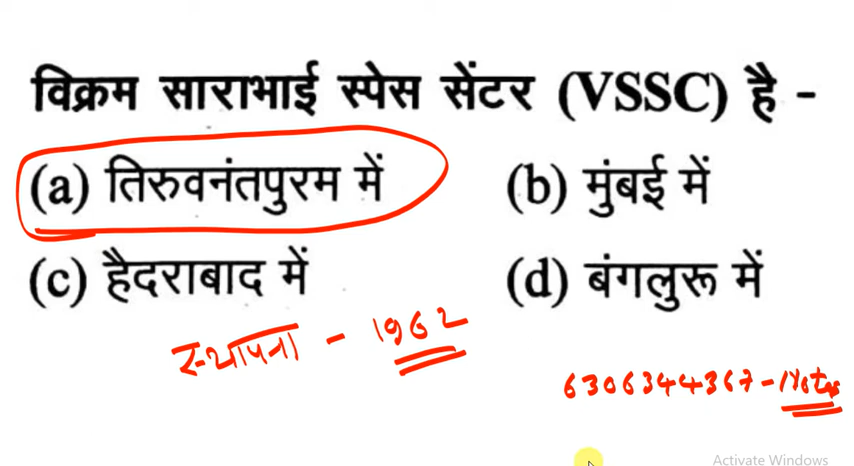 विक्रम साराभाई स्पेस सेंटर (VSSC) है -
(a) तिरुवनंतपुरम में (b) मुंबई में
(c) हैदराबाद में (d) बंगलुरू में
स्थापना - 1962
6306344367 - Notes
Activate Windows